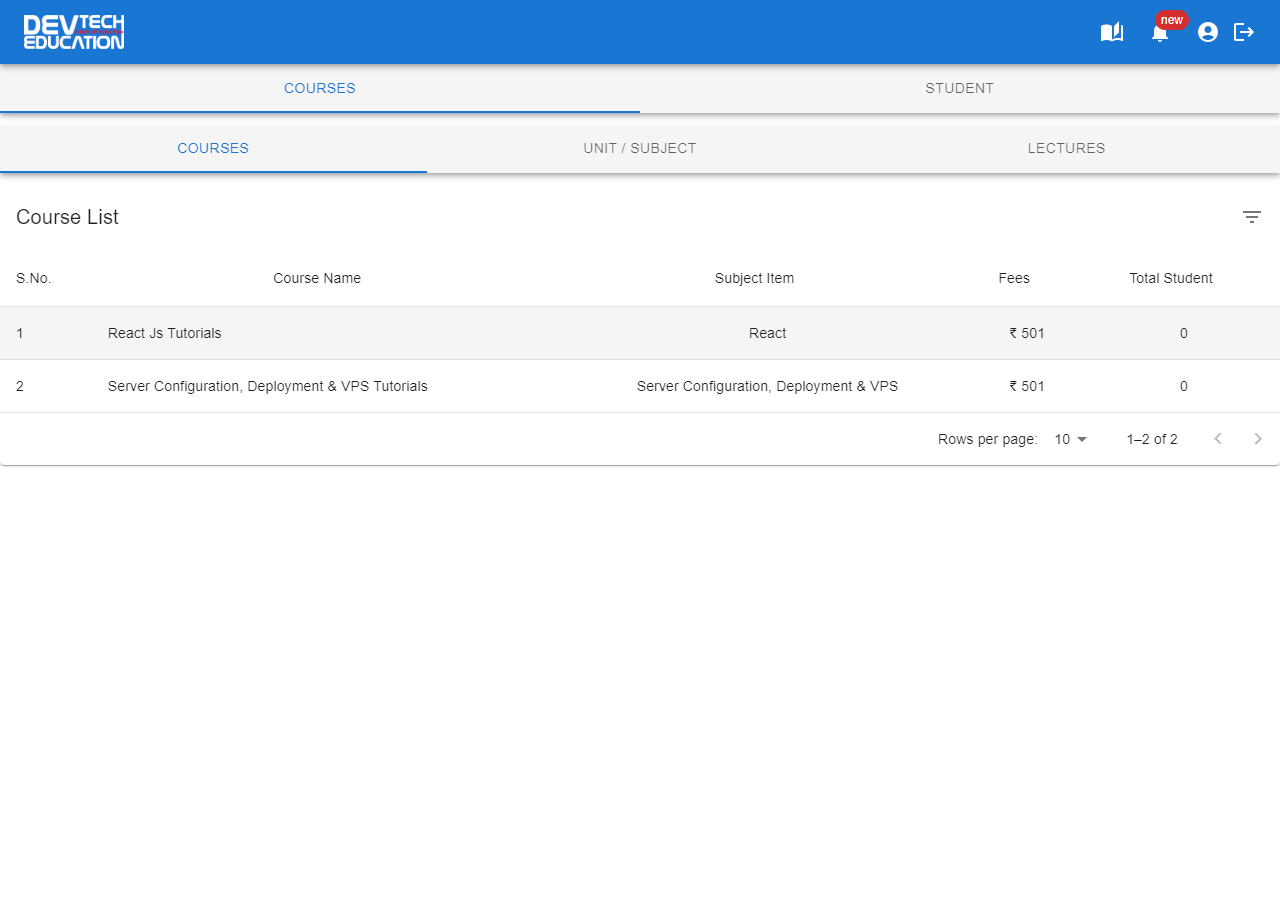 DEVTECH
EDUCATION
new
COURSES STUDENT
COURSES UNIT / SUBJECT LECTURES
Course List
S.No. Course Name Subject Item Fees Total Student
1 React Js Tutorials React ₹ 501 0
2 Server Configuration, Deployment & VPS Tutorials Server Configuration, Deployment & VPS ₹ 501 0
Rows per page: 10 1–2 of 2